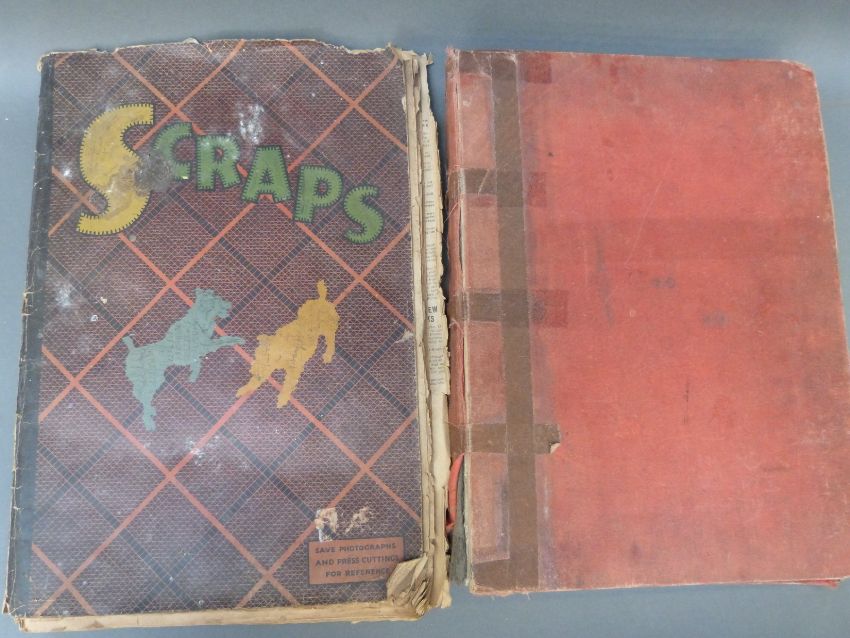 SCRAPS
SAVE PHOTOGRAPHS
AND PRESS CUTTINGS
FOR REFERENCE